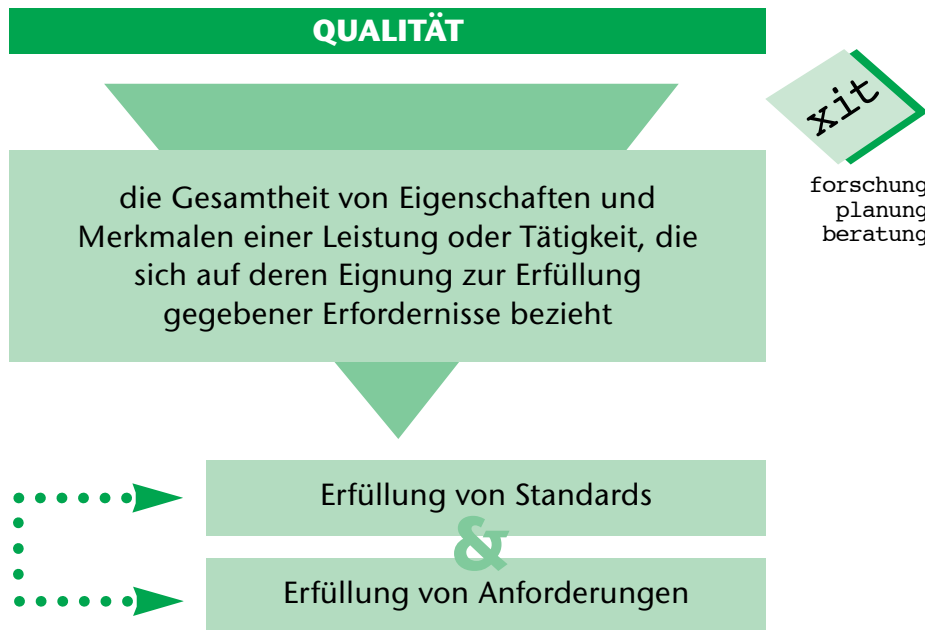 QUALITÄT
xit
forschung
planung
beratung
die Gesamtheit von Eigenschaften und
Merkmalen einer Leistung oder Tätigkeit, die
sich auf deren Eignung zur Erfüllung
gegebener Erfordernisse bezieht
Erfüllung von Standards
&
Erfüllung von Anforderungen